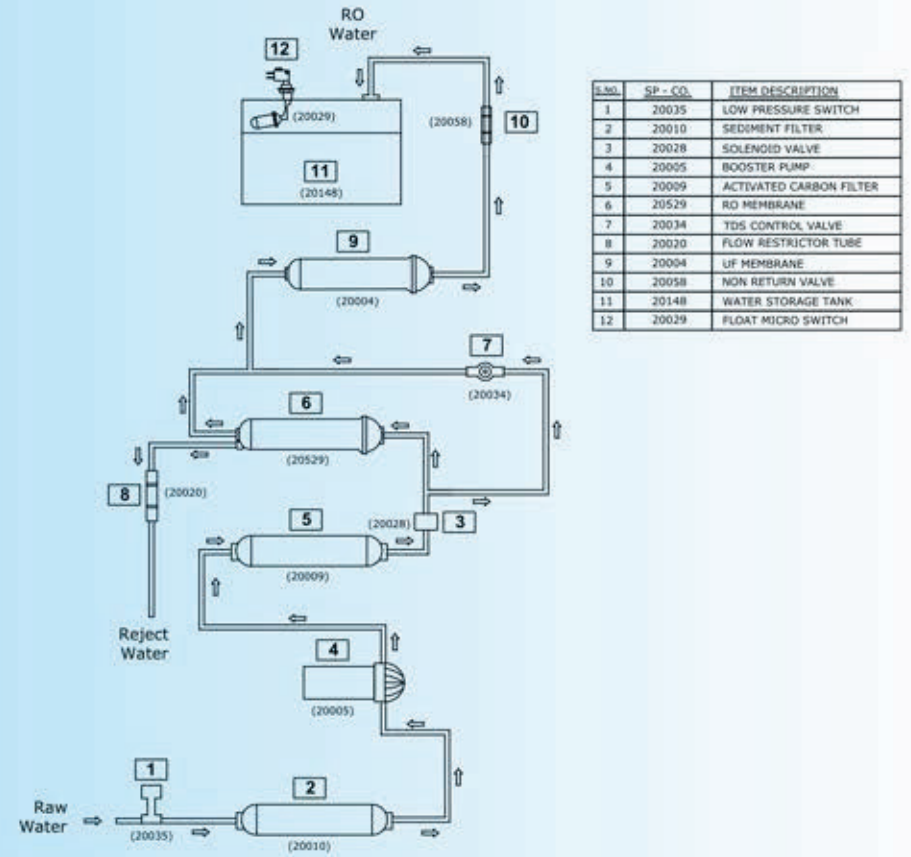 RO
Water
12
(20029)
(20058)
10
11
(20148)
9
(20004)
7
(20034)
6
(20529)
8
(20020)
(20028)
3
5
(20009)
Reject
Water
4
(20005)
1
2
Raw
Water
(20035)
(20010)
S.NO. SP - CO. ITEM DESCRIPTION
1 20035 LOW PRESSURE SWITCH
2 20010 SEDIMENT FILTER
3 20028 SOLENOID VALVE
4 20005 BOOSTER PUMP
5 20009 ACTIVATED CARBON FILTER
6 20529 RO MEMBRANE
7 20034 TDS CONTROL VALVE
8 20020 FLOW RESTRICTOR TUBE
9 20004 UF MEMBRANE
10 20058 NON RETURN VALVE
11 20148 WATER STORAGE TANK
12 20029 FLOAT MICRO SWITCH